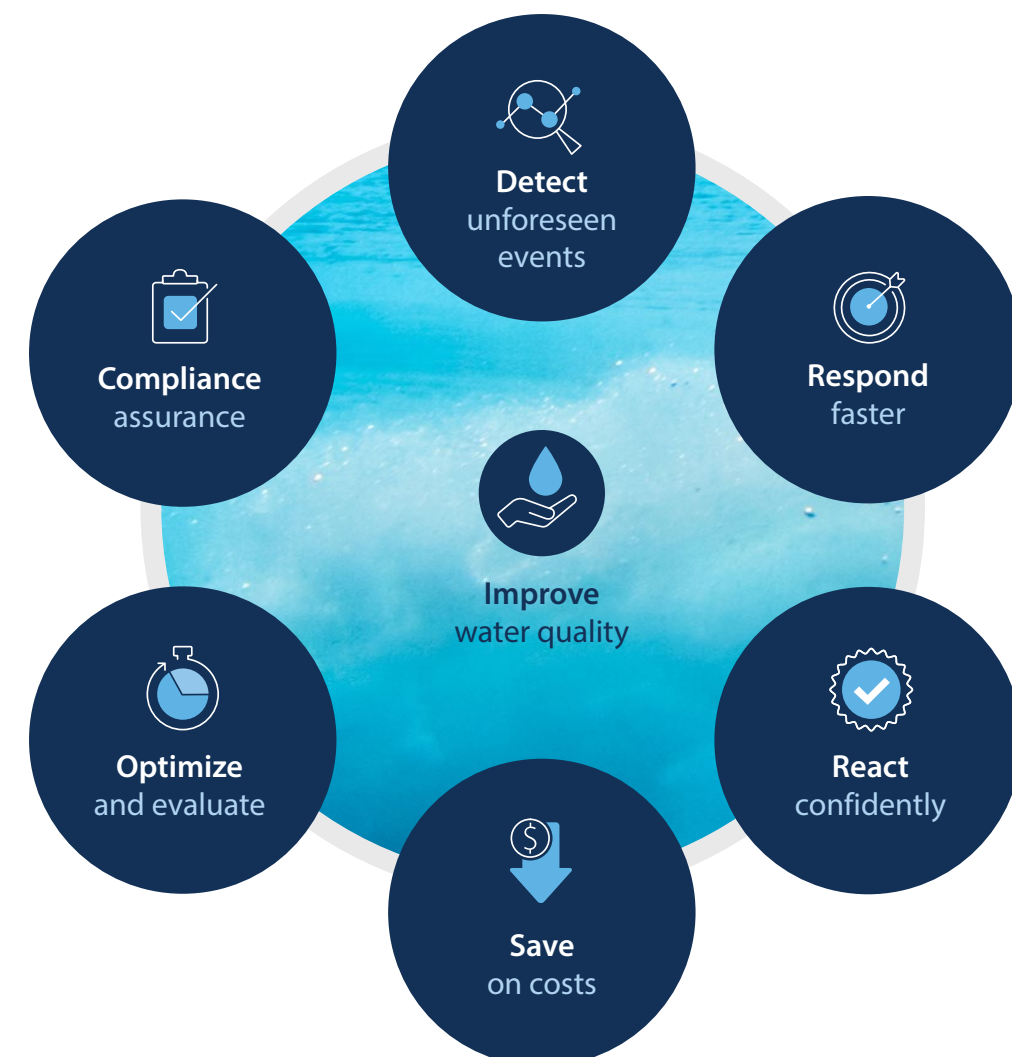 Detect
unforeseen
events
Respond
faster
React
confidently
Save
on costs
Optimize
and evaluate
Compliance
assurance
Improve
water quality
$